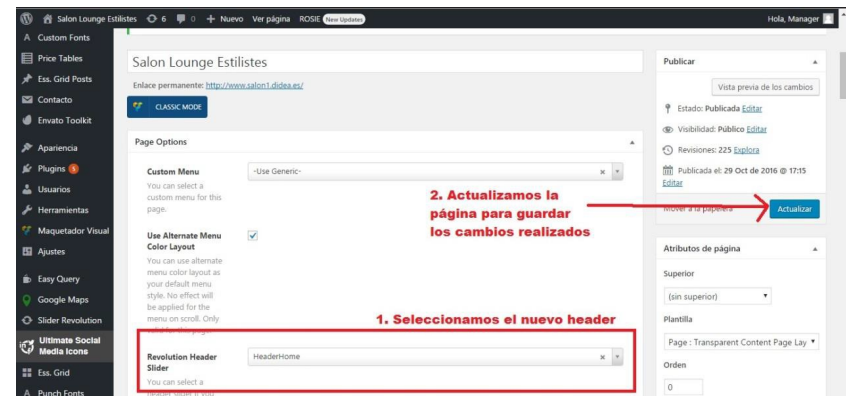 Salon Lounge Estilistes 6 0 + Nuevo Ver página ROSIE New Updates Hola, Manager
Custom Fonts
Price Tables
Ess. Grid Posts
Contacto
Envato Toolkit
Apariencia
Plugins 5
Usuarios
Herramientas
Maquetador Visual
Ajustes
Easy Query
Google Maps
Slider Revolution
Ultimate Social
Media Icons
Ess. Grid
Punch Fonts
Salon Lounge Estilistes
Enlace permanente: http://www.salon1.didea.es/
CLASSIC MODE
Page Options
Custom Menu
You can select a
custom menu for this
page.
-Use Generic-
Use Alternate Menu
Color Layout
You can use alternate
menu color layout as
your default menu
style. No effect will
be applied for the
menu on scroll. Only
valid for this page.
2. Actualizamos la
página para guardar
los cambios realizados
1. Seleccionamos el nuevo header
Revolution Header
Slider
You can select a
header slider if you
HeaderHome
Publicar
Vista previa de los cambios
Estado: Publicada Editar
Visibilidad: Público Editar
Revisiones: 225 Explora
Publicada el: 29 Oct de 2016 @ 17:15
Editar
Mover a la papelera
Actualizar
Atributos de página
Superior
(sin superior)
Plantilla
Page : Transparent Content Page Lay
Orden
0